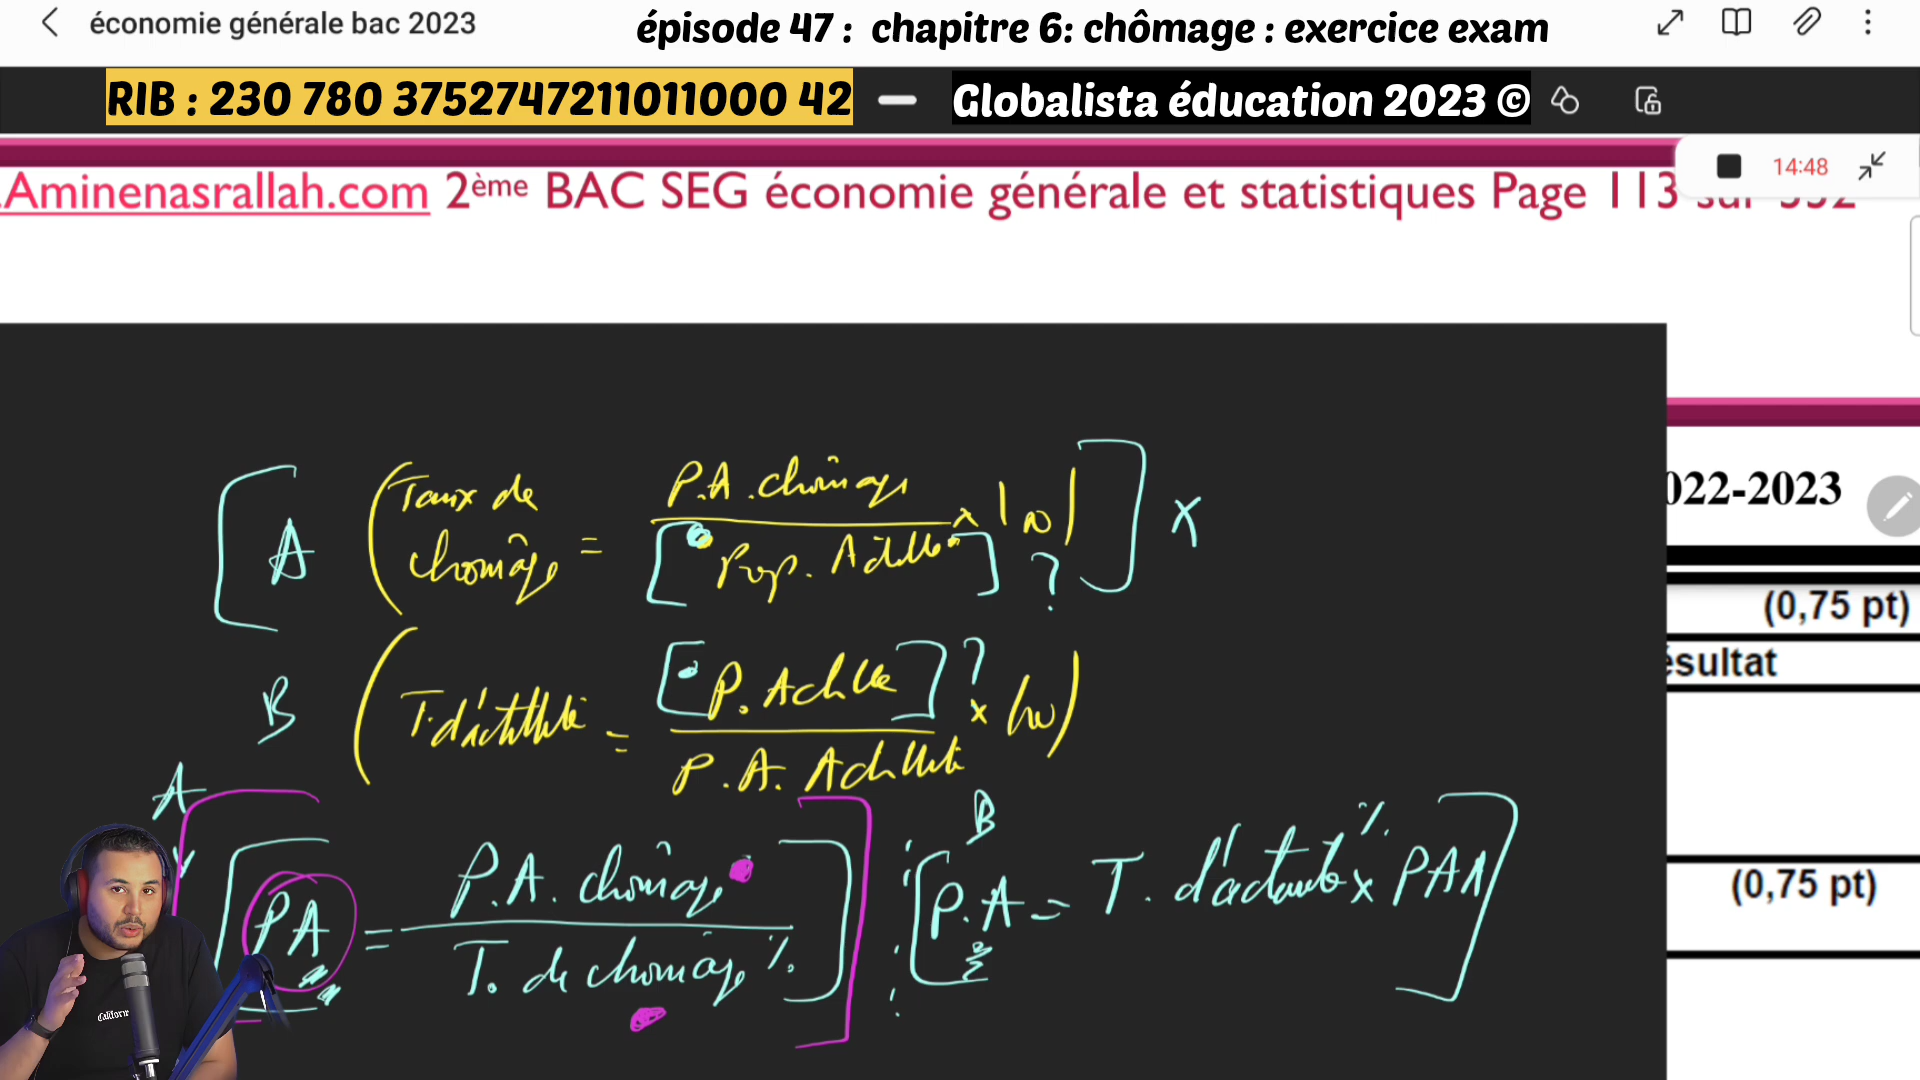 économie générale bac 2023
épisode 47 : chapitre 6: chômage : exercice exam
RIB : 230 780 3752747211011000 42
Globalista éducation 2023 ©
14:48
.Aminenasrallah.com 2ème BAC SEG économie générale et statistiques Page 113 sur 332
022-2023
(0,75 pt)
ésultat
(0,75 pt)
A
Taux de chômage = P.A. chômage
Pop. Active
x 100
?
X
B
T. d'activité = P. Active
P.A. Activité
?
x 100
A
PA = P.A. chômage
T. de chômage %
B
P.A = T. d'activité % x PAA